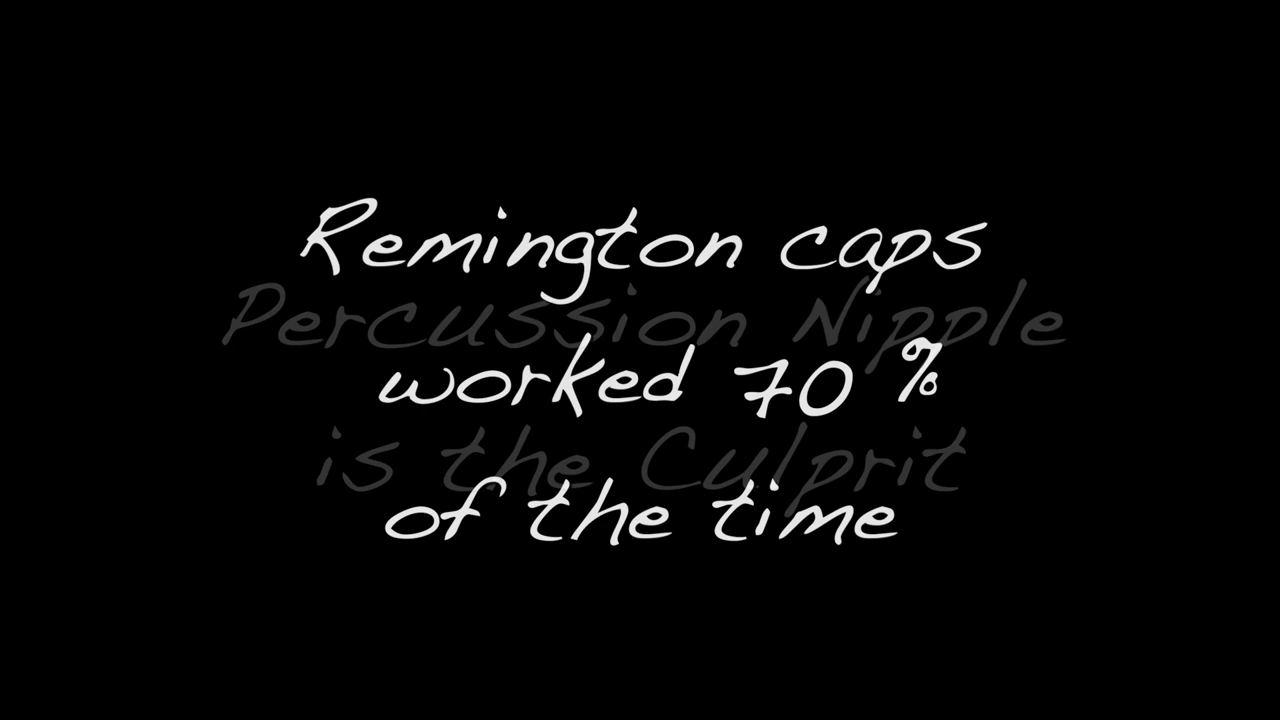 Remington caps
Percussion Nipple
worked 70 %
is the Culprit
of the time